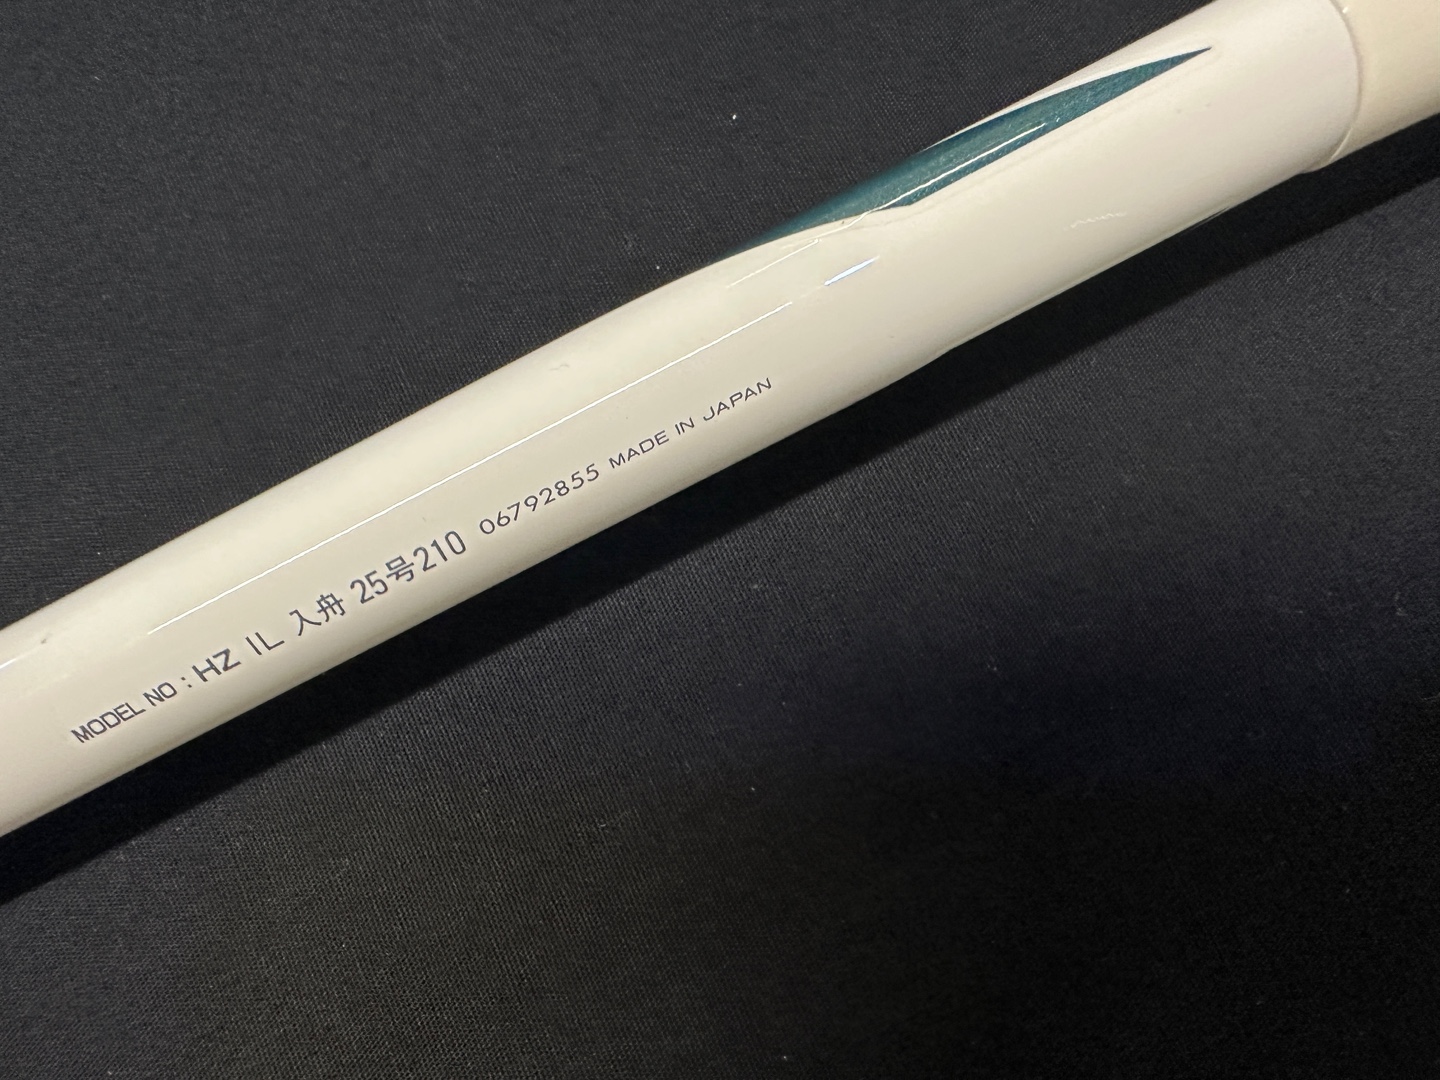 MODEL NO : HZ IL 入舟 25号210 06792855 MADE IN JAPAN